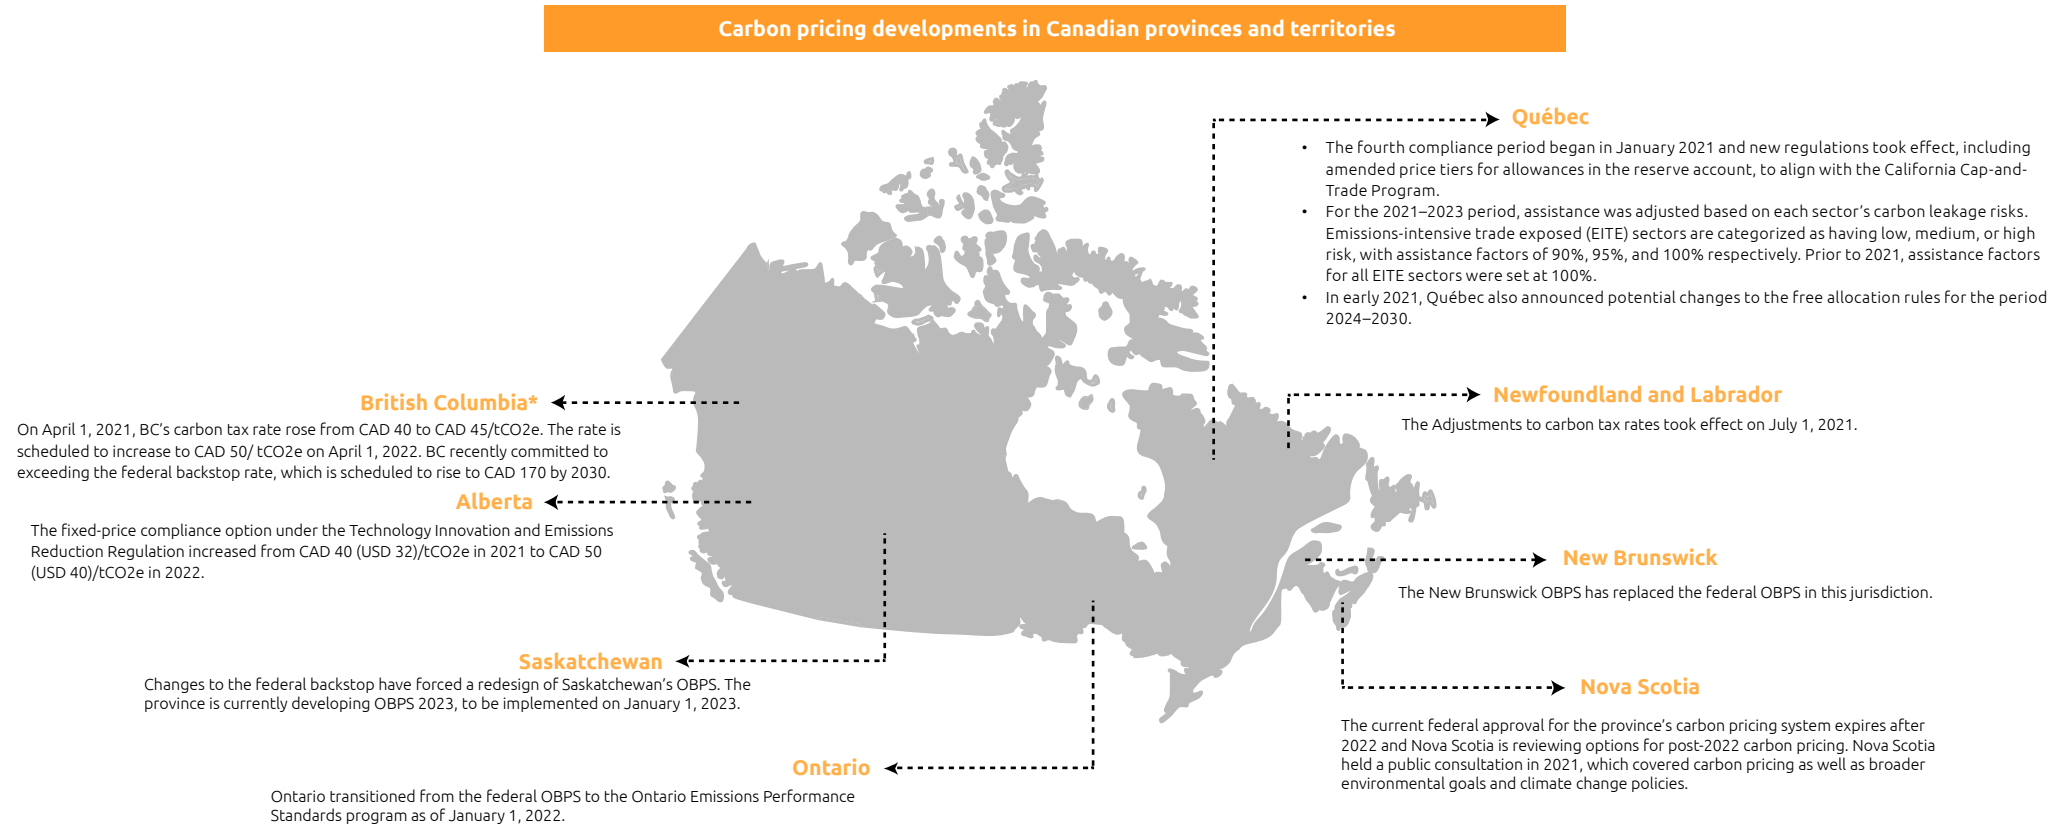 Carbon pricing developments in Canadian provinces and territories
Québec
• The fourth compliance period began in January 2021 and new regulations took effect, including
amended price tiers for allowances in the reserve account, to align with the California Cap-and-
Trade Program.
• For the 2021–2023 period, assistance was adjusted based on each sector’s carbon leakage risks.
Emissions-intensive trade exposed (EITE) sectors are categorized as having low, medium, or high
risk, with assistance factors of 90%, 95%, and 100% respectively. Prior to 2021, assistance factors
for all EITE sectors were set at 100%.
• In early 2021, Québec also announced potential changes to the free allocation rules for the period
2024–2030.
British Columbia*
On April 1, 2021, BC’s carbon tax rate rose from CAD 40 to CAD 45/tCO2e. The rate is
scheduled to increase to CAD 50/ tCO2e on April 1, 2022. BC recently committed to
exceeding the federal backstop rate, which is scheduled to rise to CAD 170 by 2030.
Newfoundland and Labrador
The Adjustments to carbon tax rates took effect on July 1, 2021.
Alberta
The fixed-price compliance option under the Technology Innovation and Emissions
Reduction Regulation increased from CAD 40 (USD 32)/tCO2e in 2021 to CAD 50
(USD 40)/tCO2e in 2022.
New Brunswick
The New Brunswick OBPS has replaced the federal OBPS in this jurisdiction.
Saskatchewan
Changes to the federal backstop have forced a redesign of Saskatchewan’s OBPS. The
province is currently developing OBPS 2023, to be implemented on January 1, 2023.
Nova Scotia
The current federal approval for the province’s carbon pricing system expires after
2022 and Nova Scotia is reviewing options for post-2022 carbon pricing. Nova Scotia
held a public consultation in 2021, which covered carbon pricing as well as broader
environmental goals and climate change policies.
Ontario
Ontario transitioned from the federal OBPS to the Ontario Emissions Performance
Standards program as of January 1, 2022.